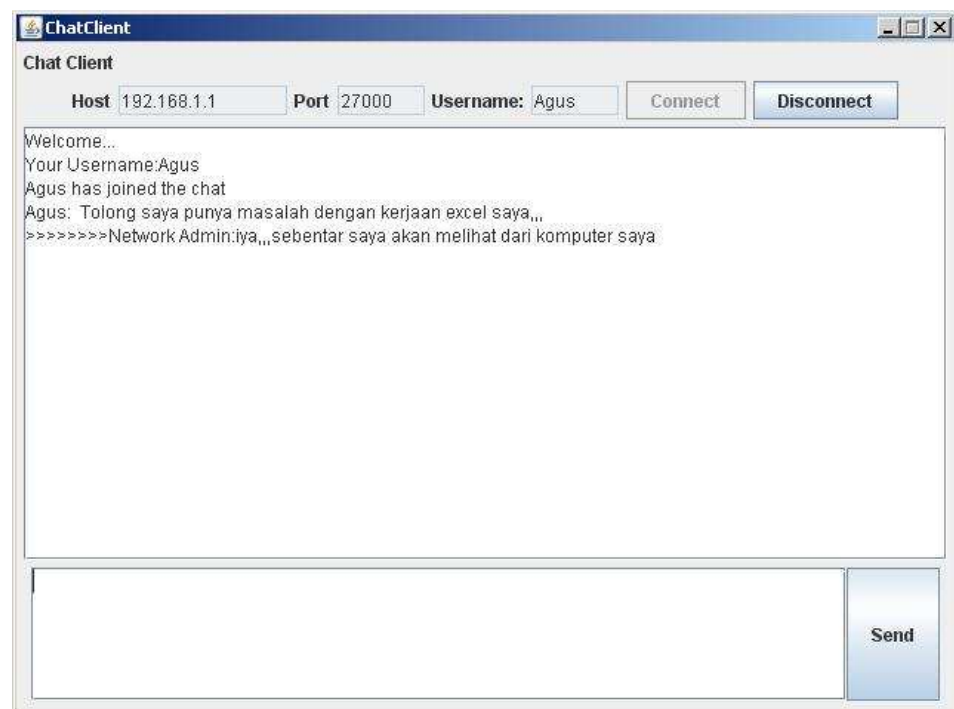 ChatClient
Chat Client
Host 192.168.1.1 Port 27000 Username: Agus Connect Disconnect
Welcome...
Your Username:Agus
Agus has joined the chat
Agus:  Tolong saya punya masalah dengan kerjaan excel saya,,,
>>>>>>>>Network Admin:iya,,,sebentar saya akan melihat dari komputer saya
Send